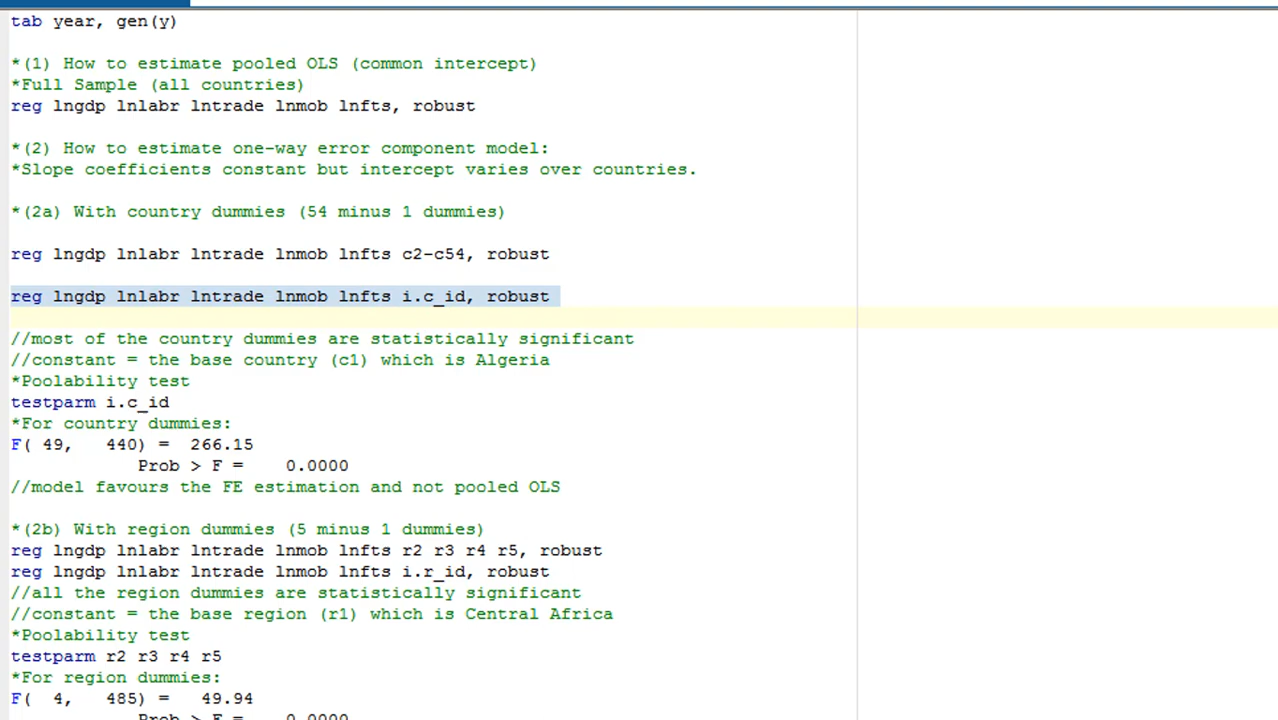 tab year, gen(y)
*(1) How to estimate pooled OLS (common intercept)
*Full Sample (all countries)
reg lngdp lnlabr lntrade lnmob lnfts, robust
*(2) How to estimate one-way error component model:
*Slope coefficients constant but intercept varies over countries.
*(2a) With country dummies (54 minus 1 dummies)
reg lngdp lnlabr lntrade lnmob lnfts c2-c54, robust
reg lngdp lnlabr lntrade lnmob lnfts i.c_id, robust
//most of the country dummies are statistically significant
//constant = the base country (c1) which is Algeria
*Poolability test
testparm i.c_id
*For country dummies:
F( 49,   440) =  266.15
            Prob > F =    0.0000
//model favours the FE estimation and not pooled OLS
*(2b) With region dummies (5 minus 1 dummies)
reg lngdp lnlabr lntrade lnmob lnfts r2 r3 r4 r5, robust
reg lngdp lnlabr lntrade lnmob lnfts i.r_id, robust
//all the region dummies are statistically significant
//constant = the base region (r1) which is Central Africa
*Poolability test
testparm r2 r3 r4 r5
*For region dummies:
F(  4,   485) =   49.94
            Prob > F =    0.0000